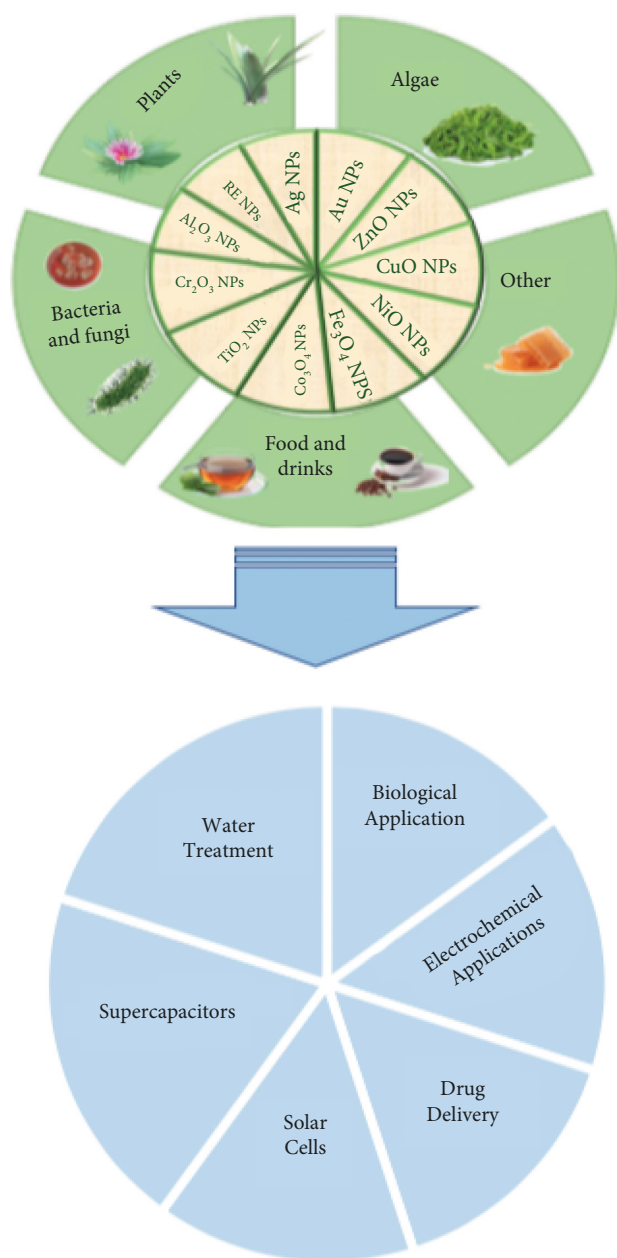 Plants
Algae
Ag NPs
Au NPs
RE NPs
ZnO NPs
Al₂O₃ NPs
CuO NPs
Cr₂O₃ NPs
NiO NPs
TiO₂ NPs
Co₃O₄ NPs
Fe₃O₄ NPS
Bacteria
and fungi
Other
Food and
drinks
Water
Treatment
Biological
Application
Electrochemical
Applications
Supercapacitors
Drug
Delivery
Solar
Cells